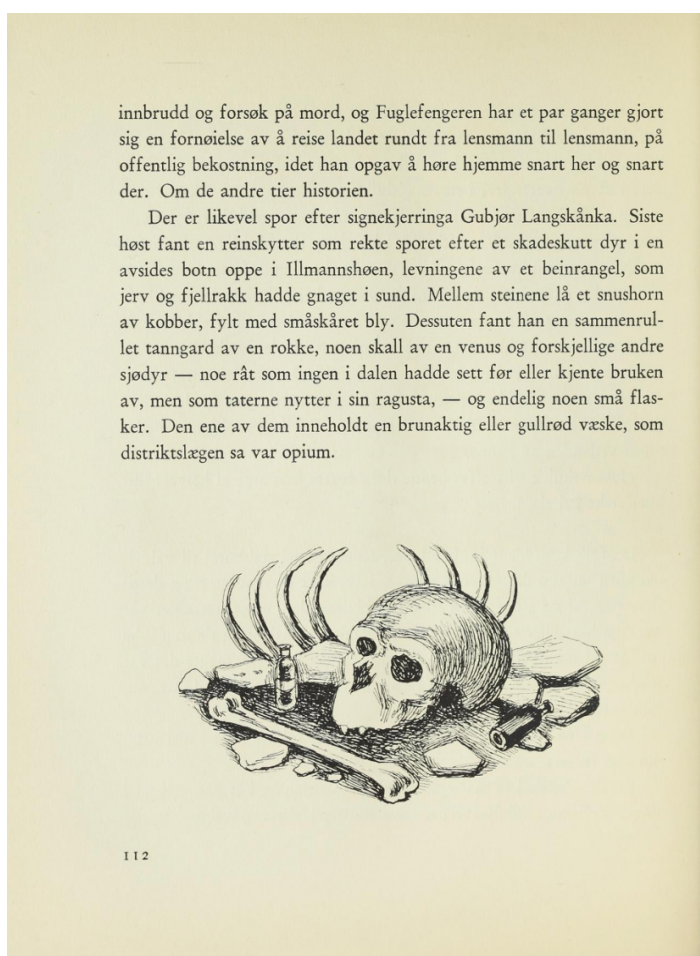 innbrudd og forsøk på mord, og Fuglefengeren har et par ganger gjort
sig en fornøielse av å reise landet rundt fra lensmann til lensmann, på
offentlig bekostning, idet han opgav å høre hjemme snart her og snart
der. Om de andre tier historien.
Der er likevel spor efter signekjerringa Gubjør Langskånka. Siste
høst fant en reinskytter som rekte sporet efter et skadeskutt dyr i en
avsides botn oppe i Illmannshøen, levningene av et beinrangel, som
jerv og fjellrakk hadde gnaget i sund. Mellem steinene lå et snushorn
av kobber, fylt med småskåret bly. Dessuten fant han en sammenrul-
let tanngard av en rokke, noen skall av en venus og forskjellige andre
sjødyr — noe råt som ingen i dalen hadde sett før eller kjente bruken
av, men som taterne nytter i sin ragusta, — og endelig noen små flas-
ker. Den ene av dem inneholdt en brunaktig eller gullrød væske, som
distriktslægen sa var opium.
112